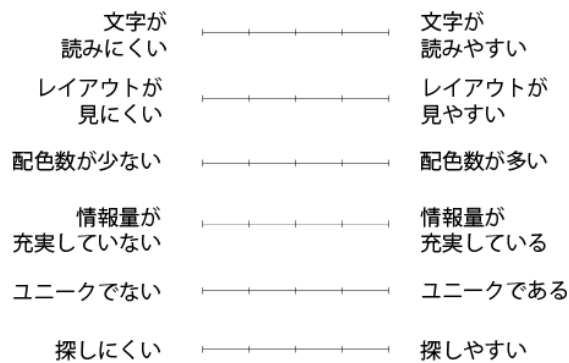 文字が
読みにくい
文字が
読みやすい
レイアウトが
見にくい
レイアウトが
見やすい
配色数が少ない
配色数が多い
情報量が
充実していない
情報量が
充実している
ユニークでない
ユニークである
探しにくい
探しやすい